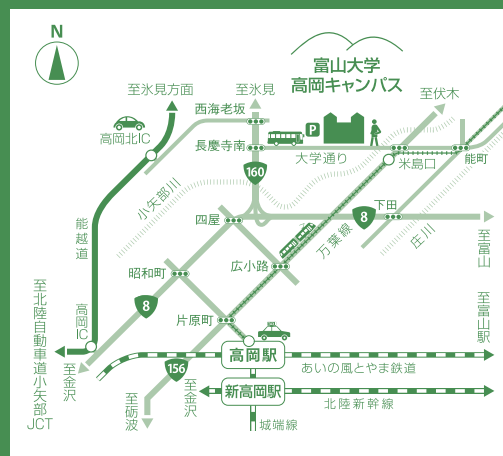 N
富山大学
高岡キャンパス
至氷見方面
至氷見
至伏木
西海老坂
高岡北IC
長慶寺南
P
大学通り
米島口
能町
160
小矢部川
能越道
四屋
8
下田
万葉線
庄川
至富山
昭和町
広小路
至北陸自動車道小矢部JCT
高岡IC
8
片原町
至富山駅
高岡駅
あいの風とやま鉄道
156
至金沢
至砺波
至金沢
新高岡駅
北陸新幹線
城端線